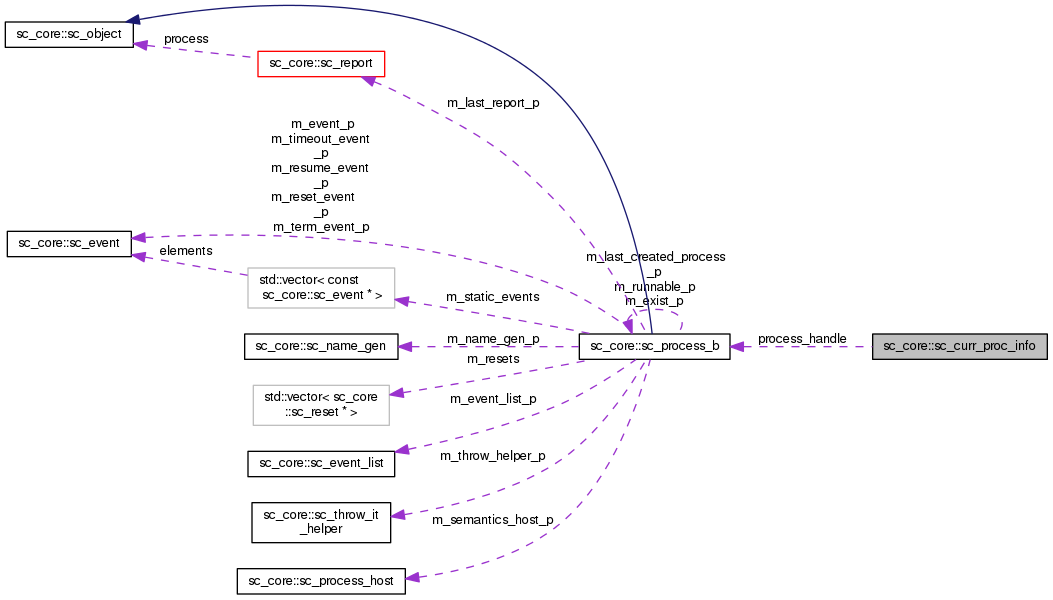 sc_core::sc_object
process
sc_core::sc_report
m_last_report_p
m_event_p
m_timeout_event
_p
m_resume_event
_p
m_reset_event
_p
m_term_event_p
sc_core::sc_event
elements
std::vector< const
sc_core::sc_event * >
m_static_events
m_last_created_process
_p
m_runnable_p
m_exist_p
sc_core::sc_name_gen
m_name_gen_p
sc_core::sc_process_b
process_handle
sc_core::sc_curr_proc_info
m_resets
std::vector< sc_core
::sc_reset * >
m_event_list_p
sc_core::sc_event_list
m_throw_helper_p
sc_core::sc_throw_it
_helper
m_semantics_host_p
sc_core::sc_process_host